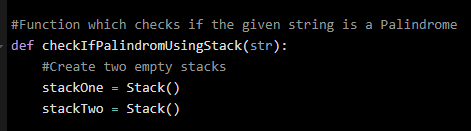 #Function which checks if the given string is a Palindrome
def checkIfPalindromUsingStack(str):
#Create two empty stacks
stackOne = Stack()
stackTwo = Stack()